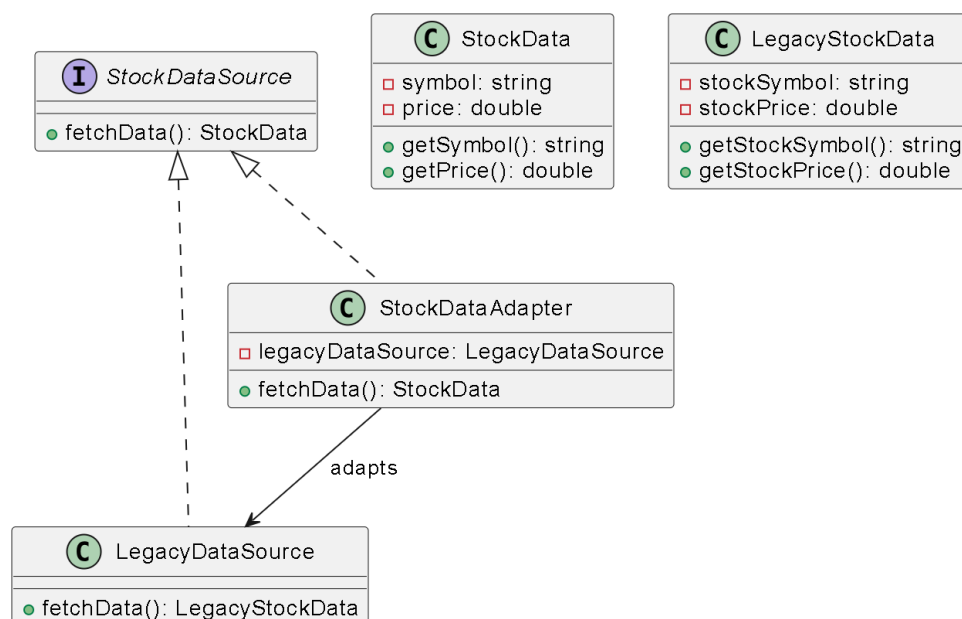 I StockDataSource
fetchData(): StockData
C StockData
symbol: string
price: double
getSymbol(): string
getPrice(): double
C LegacyStockData
stockSymbol: string
stockPrice: double
getStockSymbol(): string
getStockPrice(): double
C StockDataAdapter
legacyDataSource: LegacyDataSource
fetchData(): StockData
adapts
C LegacyDataSource
fetchData(): LegacyStockData